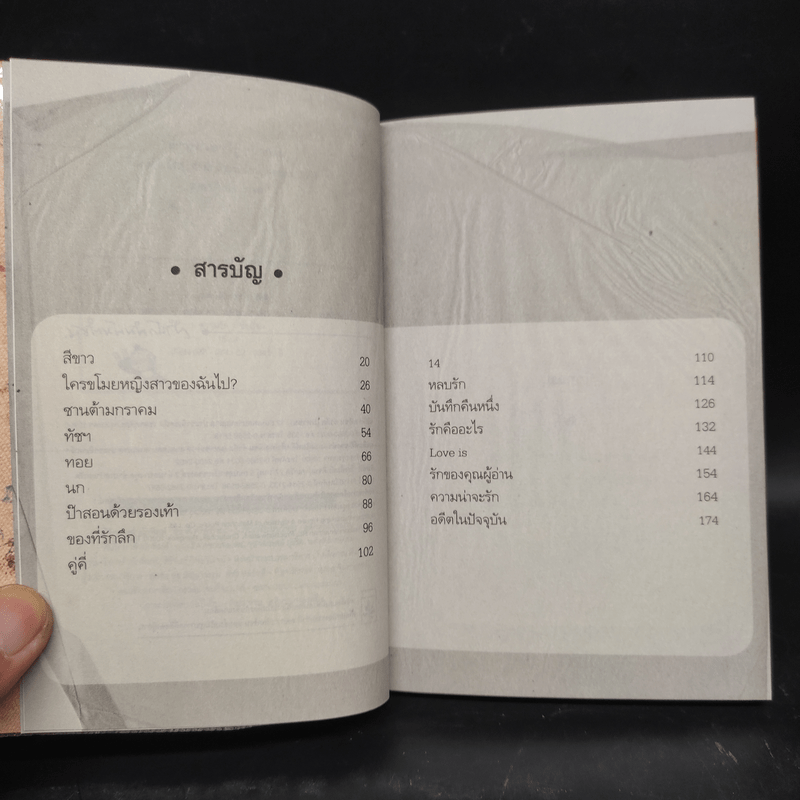 • สารบัญ •
สีขาว 20
ใครขโมยหญิงสาวของฉันไป? 26
ซานต้ามกราคม 40
ทัชฯ 54
ทอย 66
นก 80
ป๊าสอนด้วยรองเท้า 88
ของที่รักลึก 96
คู่คี่ 102
14 110
หลบรัก 114
บันทึกคืนหนึ่ง 126
รักคืออะไร 132
Love is 144
รักของคุณผู้อ่าน 154
ความน่าจะรัก 164
อดีตในปัจจุบัน 174